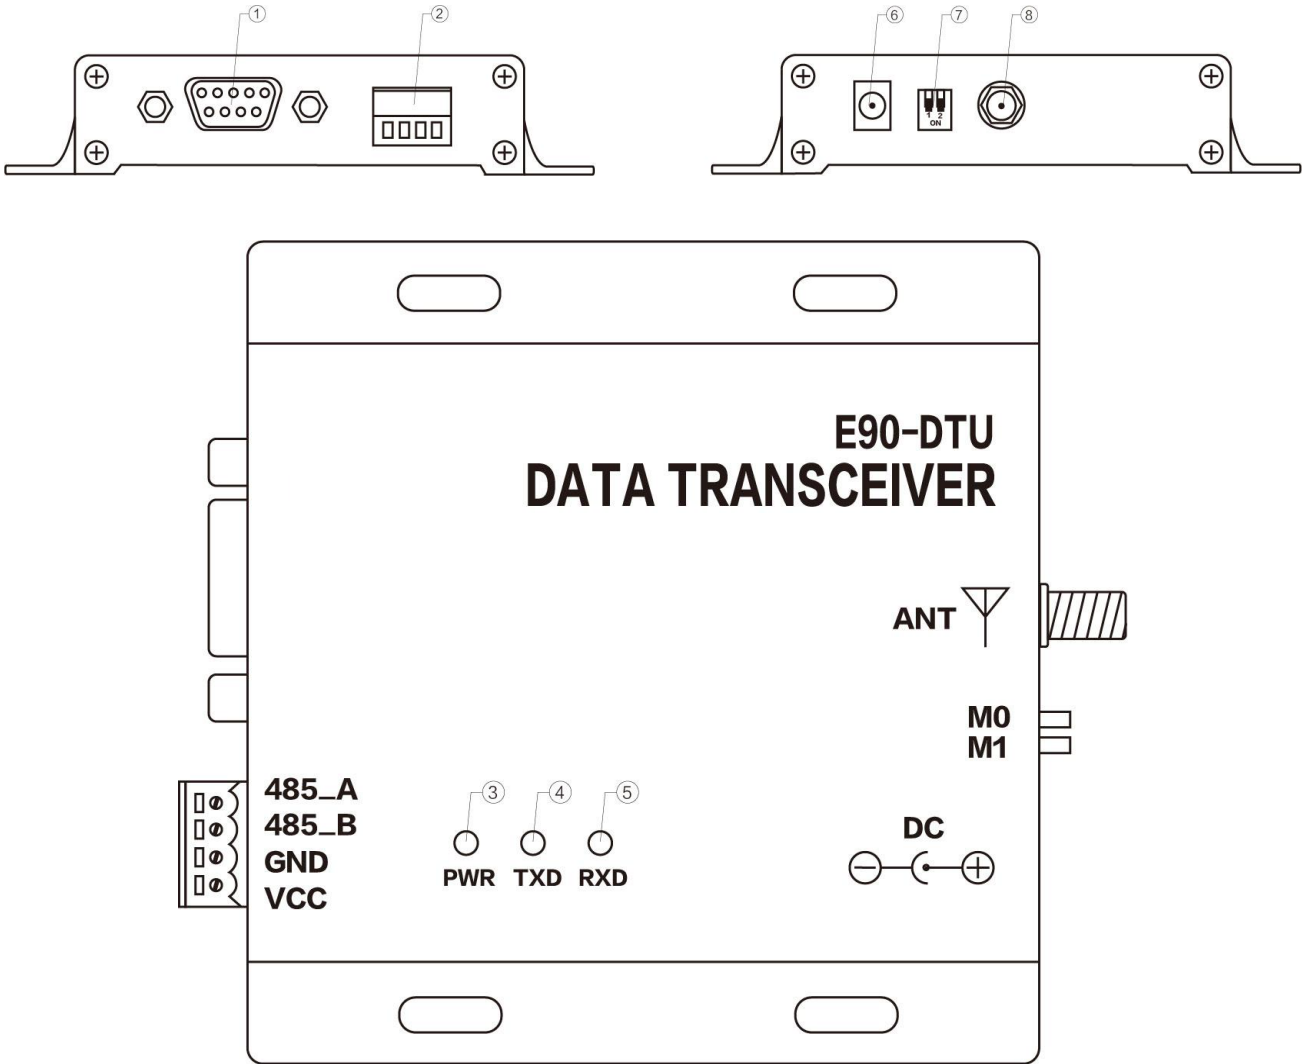 ① ② ⑥ ⑦ ⑧
1 2
ON
E90-DTU
DATA TRANSCEIVER
ANT
M0
M1
485_A
485_B
GND
VCC
③ ④ ⑤
PWR TXD RXD
DC